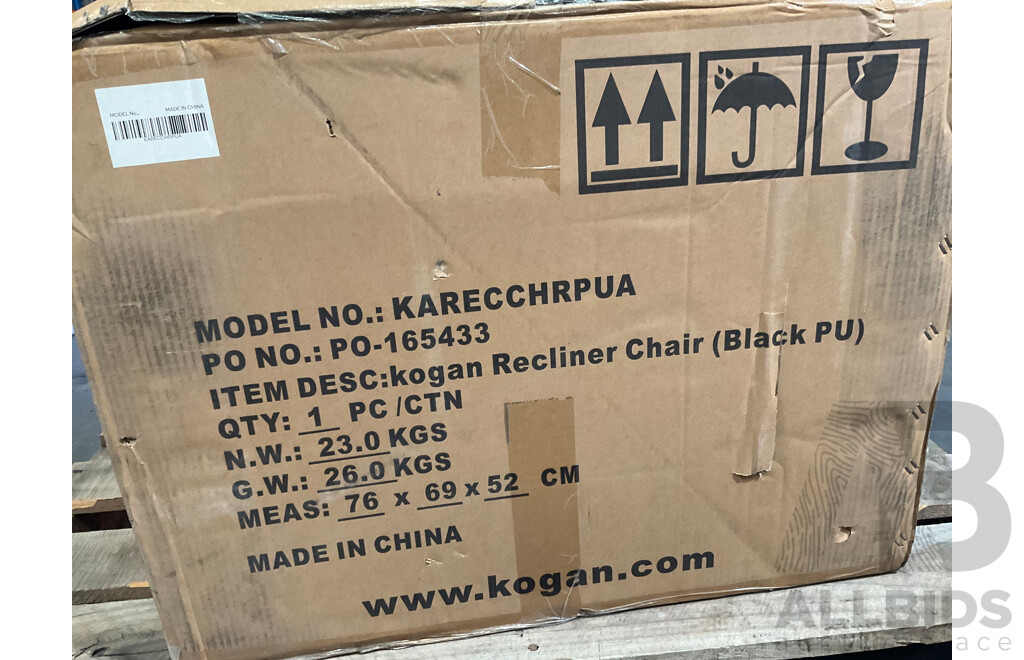 MODEL No.: MADE IN CHINA
KARECCHRPUA
MODEL NO.: KARECCHRPUA
PO NO.: PO-165433
ITEM DESC:kogan Recliner Chair (Black PU)
QTY: 1 PC /CTN
N.W.: 23.0 KGS
G.W.: 26.0 KGS
MEAS: 76 x 69 x 52 CM
MADE IN CHINA
www.kogan.com
B
ALLBIDS